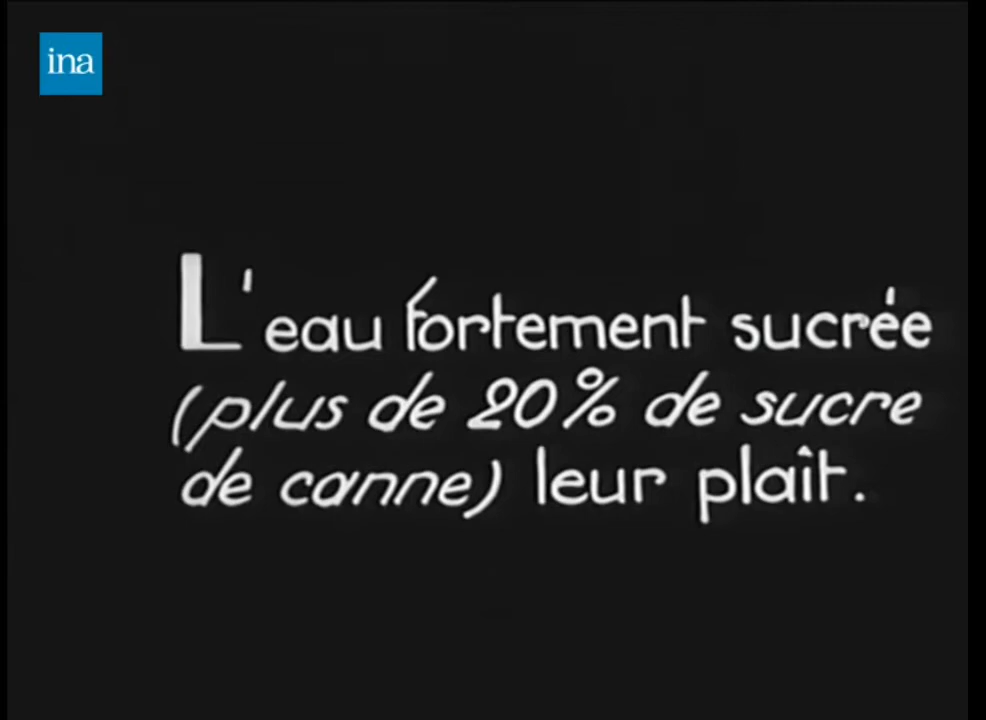 ina
L'eau fortement sucrée
(plus de 20% de sucre
de canne) leur plaît.